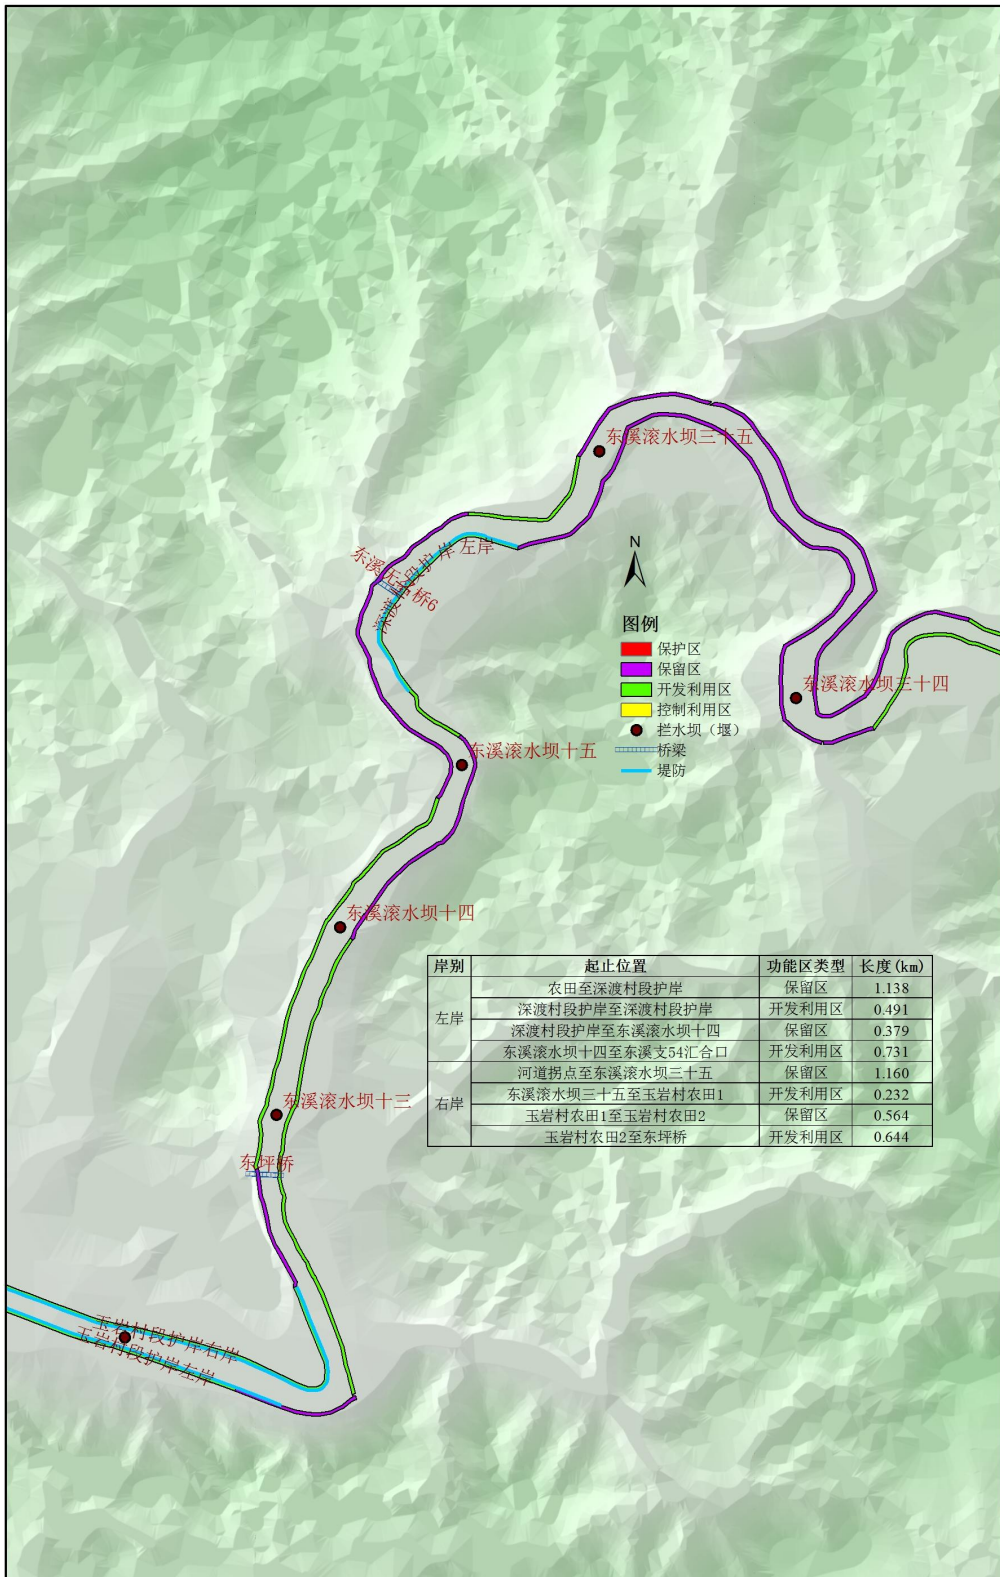 东溪滚水坝三十五
N
左岸
东溪无名桥6
图例
保护区
保留区
开发利用区
控制利用区
拦水坝（堰）
桥梁
堤防
东溪滚水坝三十四
东溪滚水坝十五
东溪滚水坝十四
岸别 起止位置 功能区类型 长度(km)
左岸
农田至深渡村段护岸 保留区 1.138
深渡村段护岸至深渡村段护岸 开发利用区 0.491
深渡村段护岸至东溪滚水坝十四 保留区 0.379
东溪滚水坝十四至东溪支54汇合口 开发利用区 0.731
右岸
河道拐点至东溪滚水坝三十五 保留区 1.160
东溪滚水坝三十五至玉岩村农田1 开发利用区 0.232
玉岩村农田1至玉岩村农田2 保留区 0.564
玉岩村农田2至东坪桥 开发利用区 0.644
东溪滚水坝十三
东坪桥
玉岩村段护岸右岸
玉岩村段护岸左岸